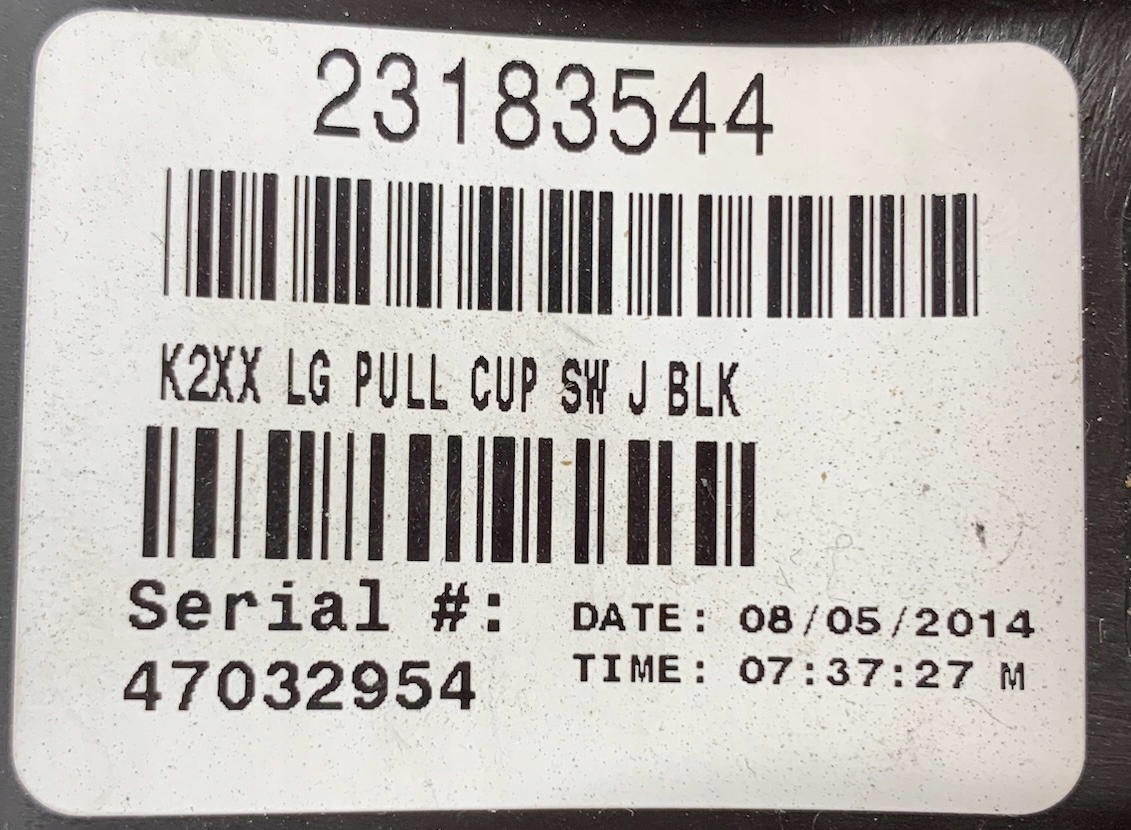 23183544
K2XX LG PULL CUP SW J BLK
Serial #:
47032954
DATE: 08/05/2014
TIME: 07:37:27 M